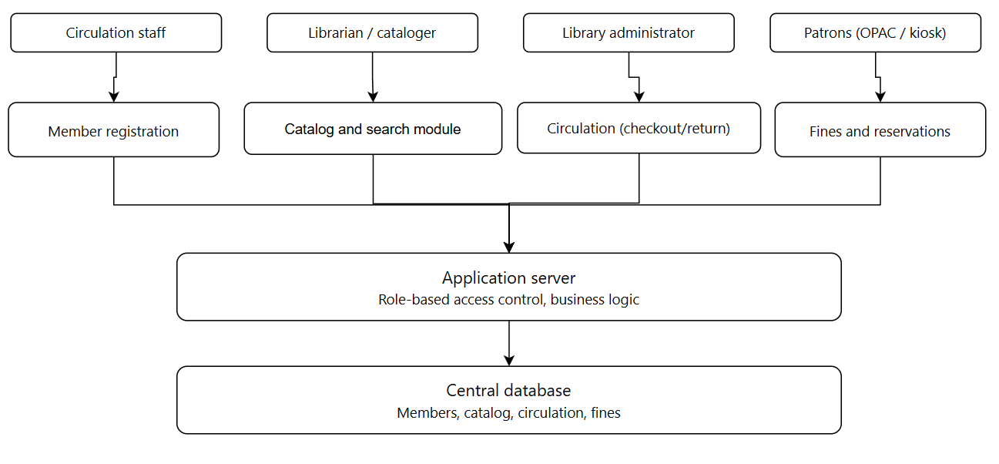 Circulation staff
Librarian / cataloger
Library administrator
Patrons (OPAC / kiosk)
Member registration
Catalog and search module
Circulation (checkout/return)
Fines and reservations
Application server
Role-based access control, business logic
Central database
Members, catalog, circulation, fines